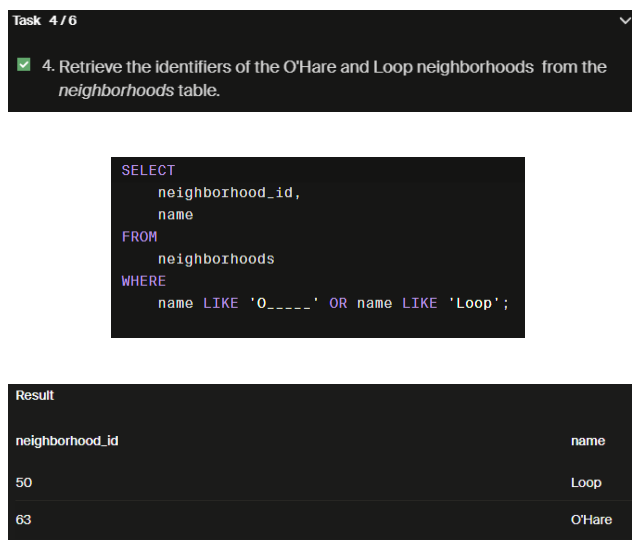 Task 4/6
4. Retrieve the identifiers of the O'Hare and Loop neighborhoods from the
neighborhoods table.
SELECT
neighborhood_id,
name
FROM
neighborhoods
WHERE
name LIKE 'O_____' OR name LIKE 'Loop';
Result
neighborhood_id name
50 Loop
63 O'Hare